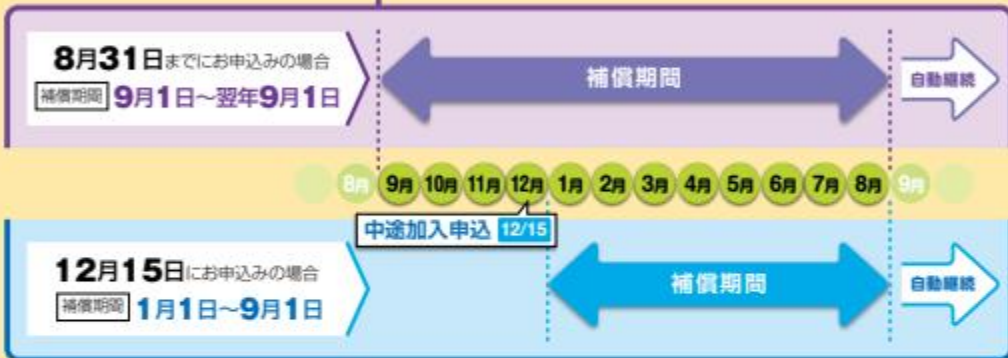 8月31日までにお申込みの場合
補償期間 9月1日～翌年9月1日
補償期間
自動継続
8月 9月 10月 11月 12月 1月 2月 3月 4月 5月 6月 7月 8月 9月
中途加入申込 12/15
12月15日にお申込みの場合
補償期間 1月1日～9月1日
補償期間
自動継続